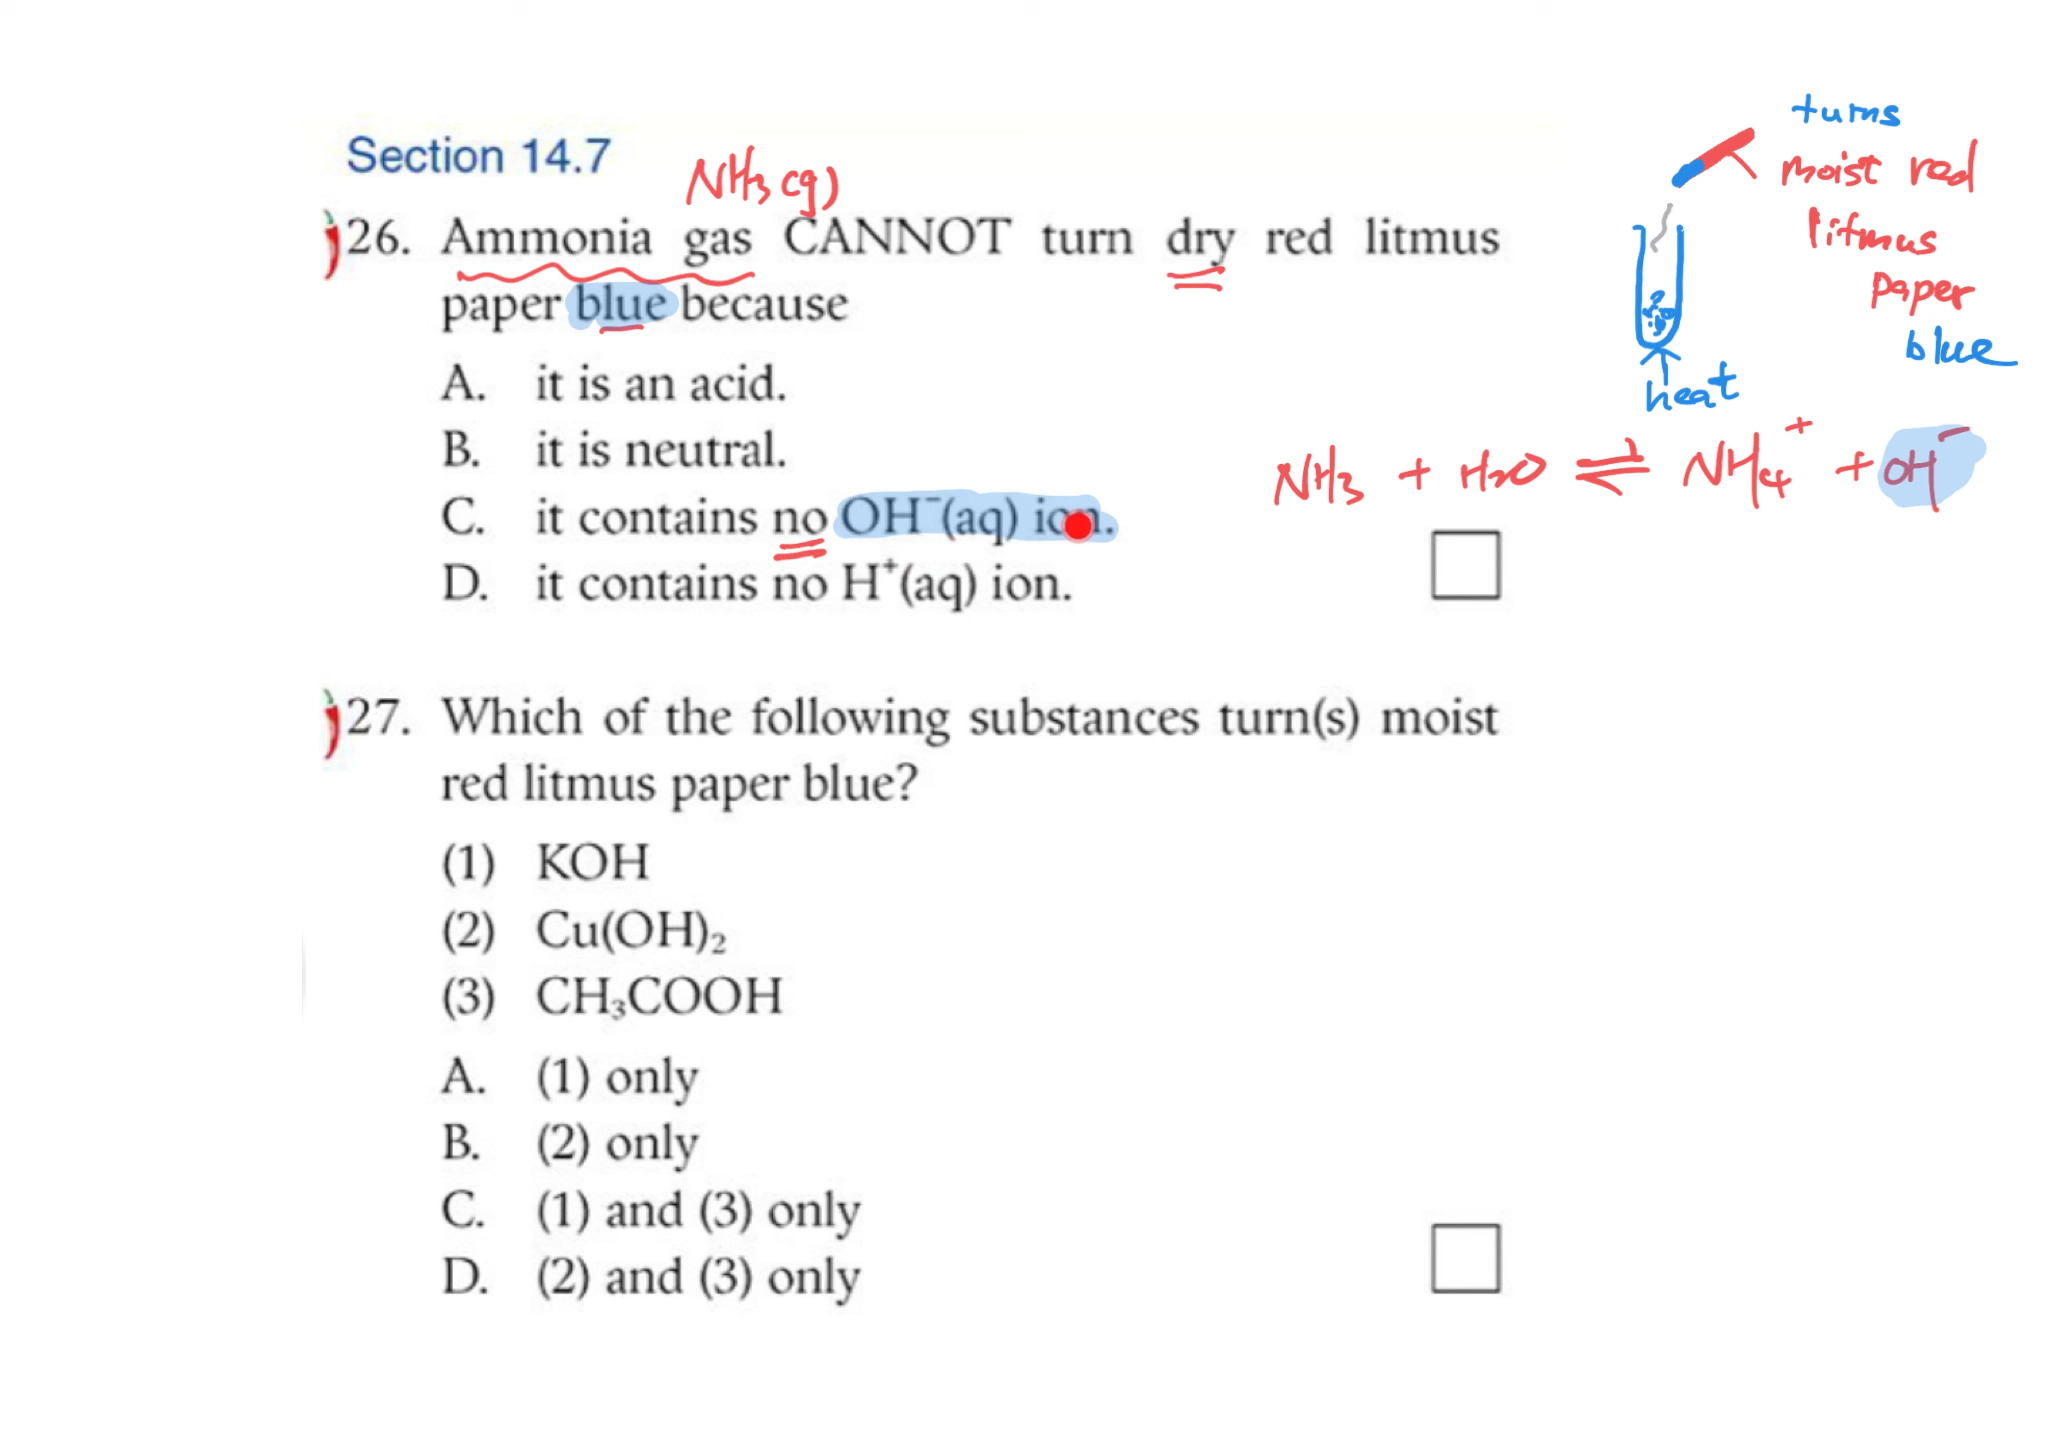 Section 14.7
NH₃ (g)
26. Ammonia gas CANNOT turn dry red litmus
paper blue because
A. it is an acid.
B. it is neutral.
C. it contains no OH⁻(aq) ion.
D. it contains no H⁺(aq) ion.
turns
moist red
litmus
paper
blue
heat
NH₃ + H₂O ⇌ NH₄⁺ + OH⁻
27. Which of the following substances turn(s) moist
red litmus paper blue?
(1) KOH
(2) Cu(OH)₂
(3) CH₃COOH
A. (1) only
B. (2) only
C. (1) and (3) only
D. (2) and (3) only